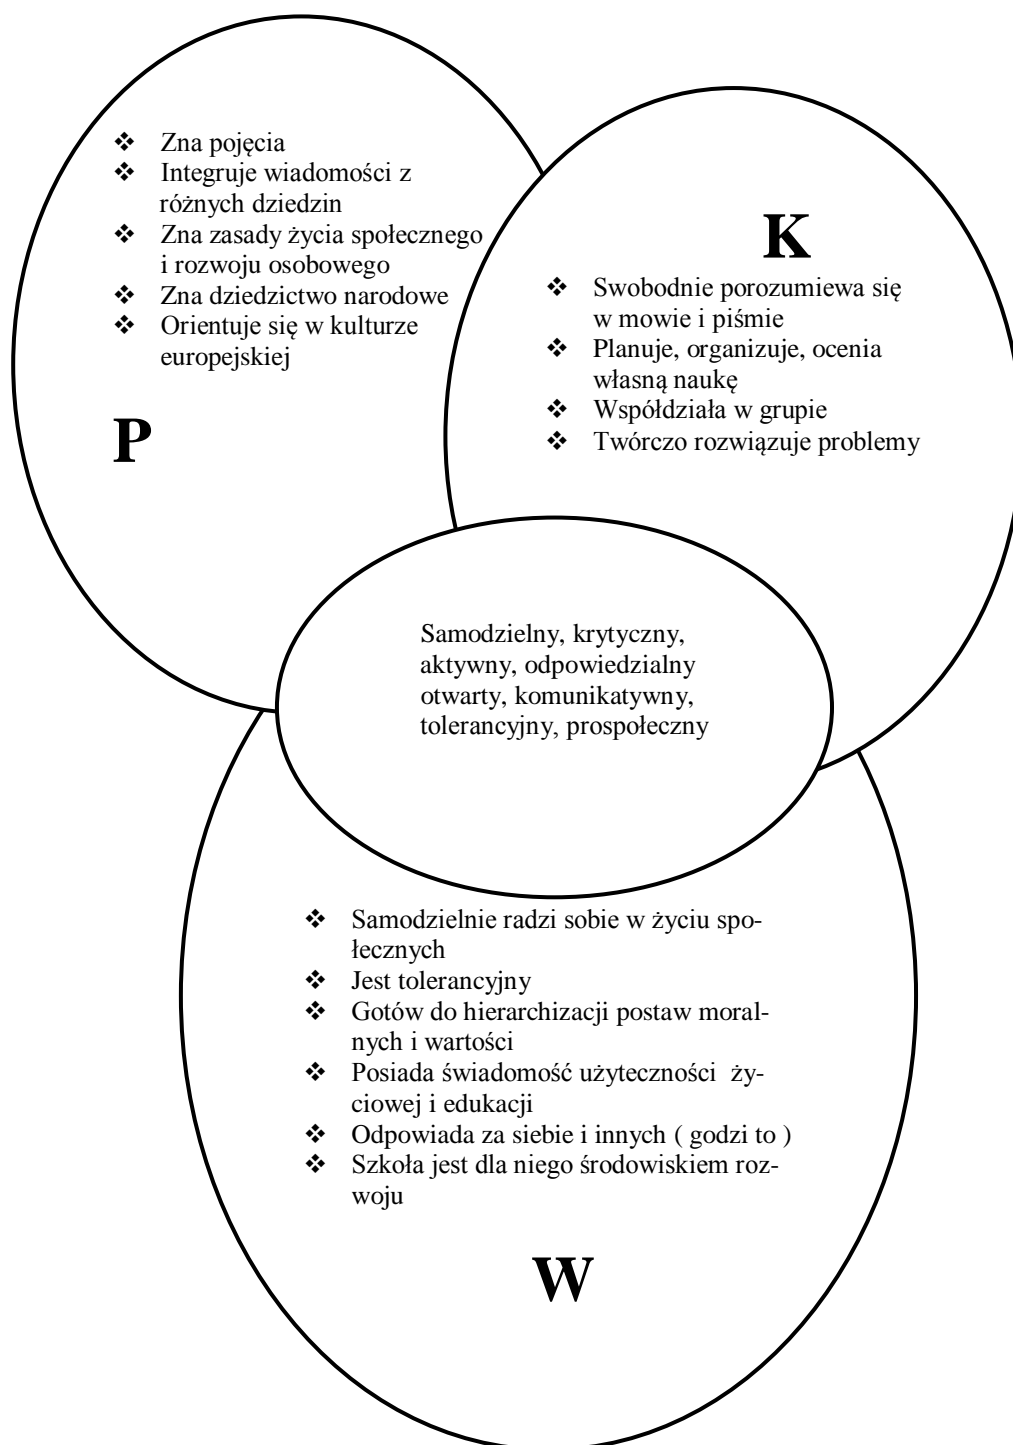 ❖ Zna pojęcia
❖ Integruje wiadomości z
różnych dziedzin
❖ Zna zasady życia społecznego
i rozwoju osobowego
❖ Zna dziedzictwo narodowe
❖ Orientuje się w kulturze
europejskiej
P
K
❖ Swobodnie porozumiewa się
w mowie i piśmie
❖ Planuje, organizuje, ocenia
własną naukę
❖ Współdziała w grupie
❖ Twórczo rozwiązuje problemy
Samodzielny, krytyczny,
aktywny, odpowiedzialny
otwarty, komunikatywny,
tolerancyjny, prospołeczny
❖ Samodzielnie radzi sobie w życiu spo-
łecznych
❖ Jest tolerancyjny
❖ Gotów do hierarchizacji postaw moral-
nych i wartości
❖ Posiada świadomość użyteczności  ży-
ciowej i edukacji
❖ Odpowiada za siebie i innych ( godzi to )
❖ Szkoła jest dla niego środowiskiem roz-
woju
W